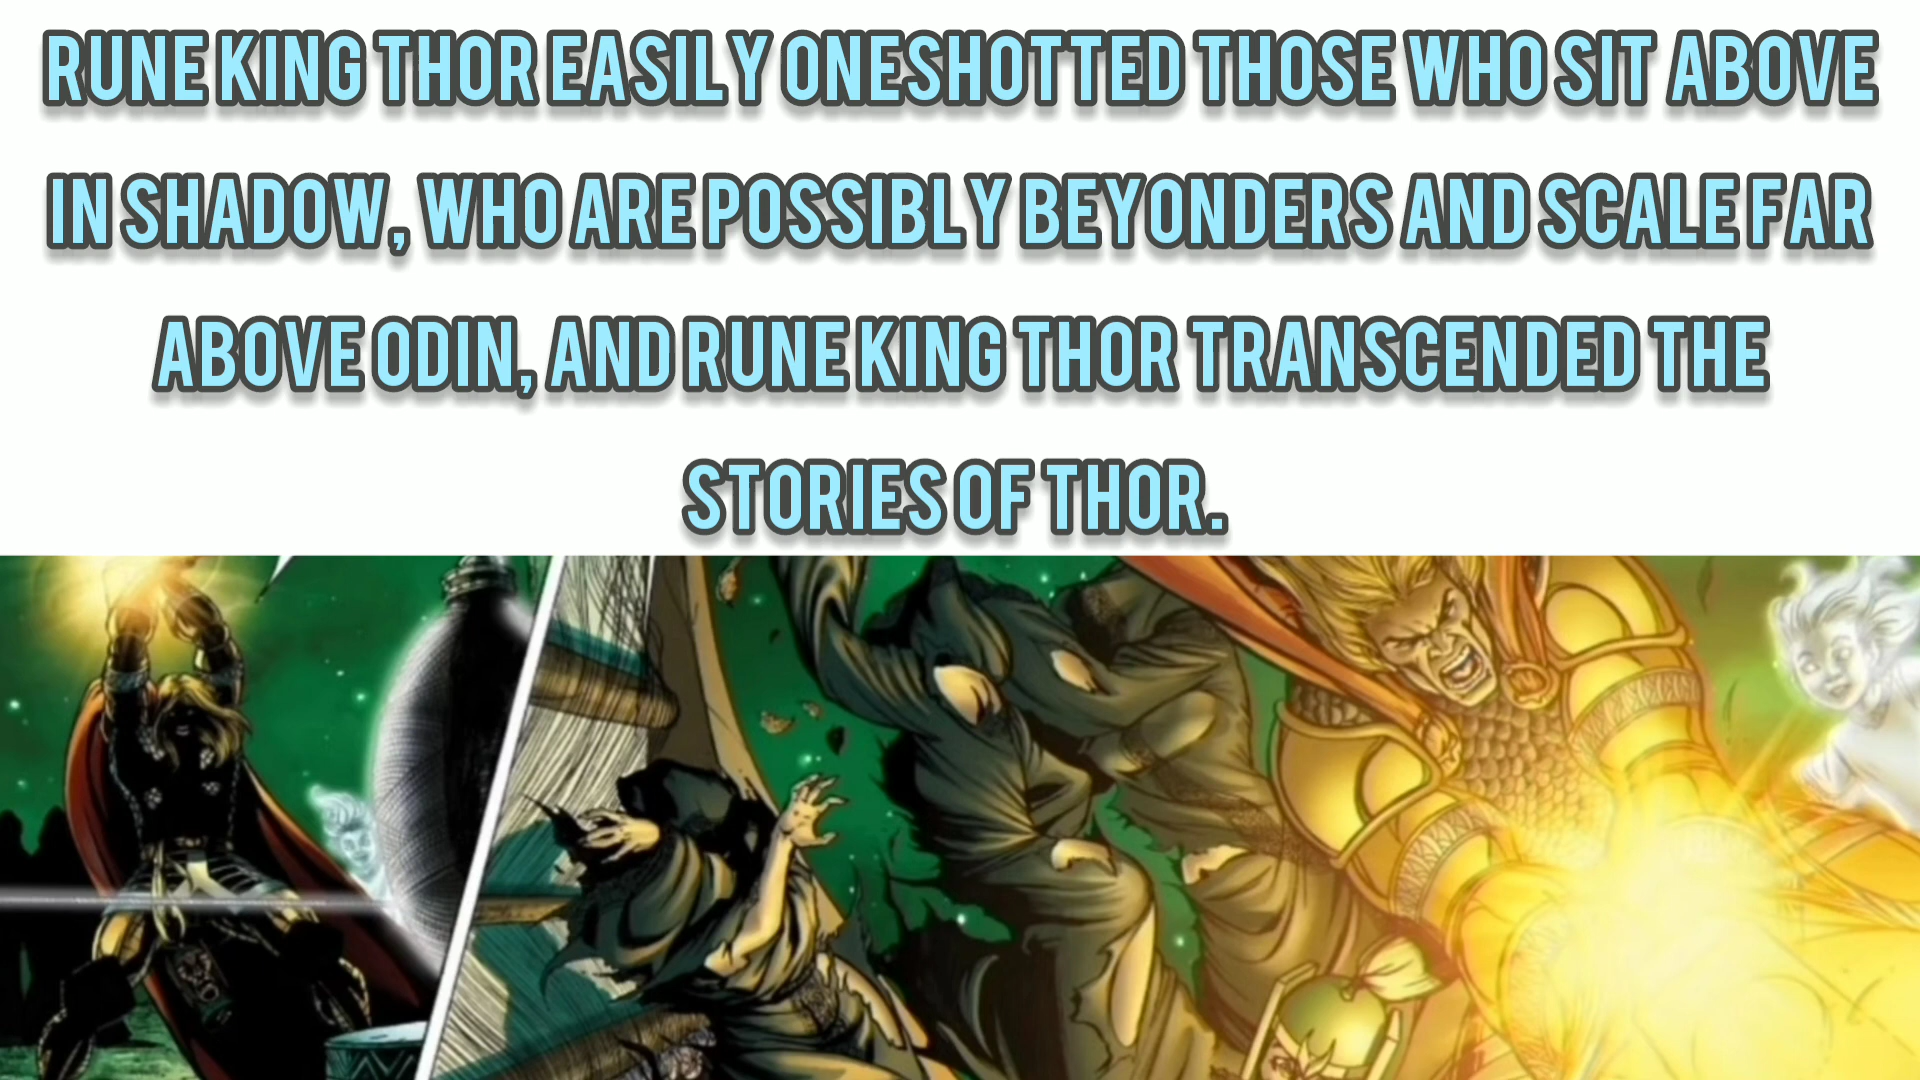 RUNE KING THOR EASILY ONESHOTTED THOSE WHO SIT ABOVE
IN SHADOW, WHO ARE POSSIBLY BEYONDERS AND SCALE FAR
ABOVE ODIN, AND RUNE KING THOR TRANSCENDED THE
STORIES OF THOR.